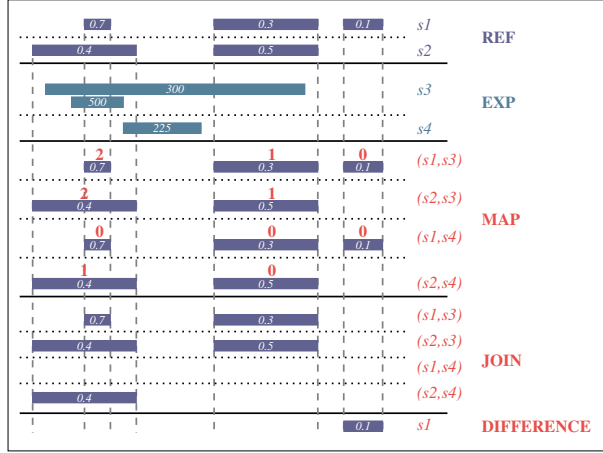 0.7 0.3 0.1 s1
REF
0.4 0.5 s2
300 s3
500
EXP
225 s4
2 1 0
0.7 0.3 0.1 (s1,s3)
2 1
0.4 0.5 (s2,s3)
MAP
0 0 0
0.7 0.3 0.1 (s1,s4)
1 0
0.4 0.5 (s2,s4)
0.7 0.3 (s1,s3)
0.4 0.5 (s2,s3)
JOIN
(s1,s4)
0.4 (s2,s4)
0.1 s1 DIFFERENCE